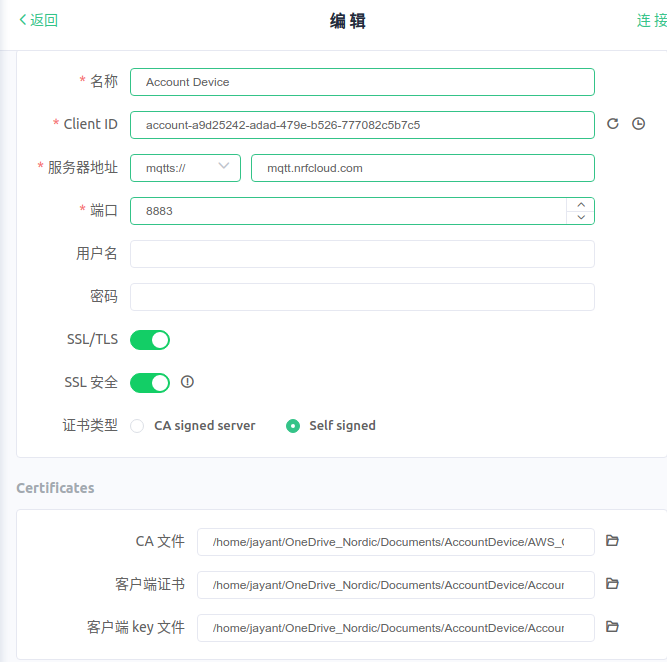 返回 编辑 连接
* 名称 Account Device
* Client ID account-a9d25242-adad-479e-b526-777082c5b7c5
* 服务器地址 mqtts:// mqtt.nrfcloud.com
* 端口 8883
用户名
密码
SSL/TLS
SSL 安全
证书类型 CA signed server Self signed
Certificates
CA 文件 /home/jayant/OneDrive_Nordic/Documents/AccountDevice/AWS_
客户端证书 /home/jayant/OneDrive_Nordic/Documents/AccountDevice/Accour
客户端 key 文件 /home/jayant/OneDrive_Nordic/Documents/AccountDevice/Accour